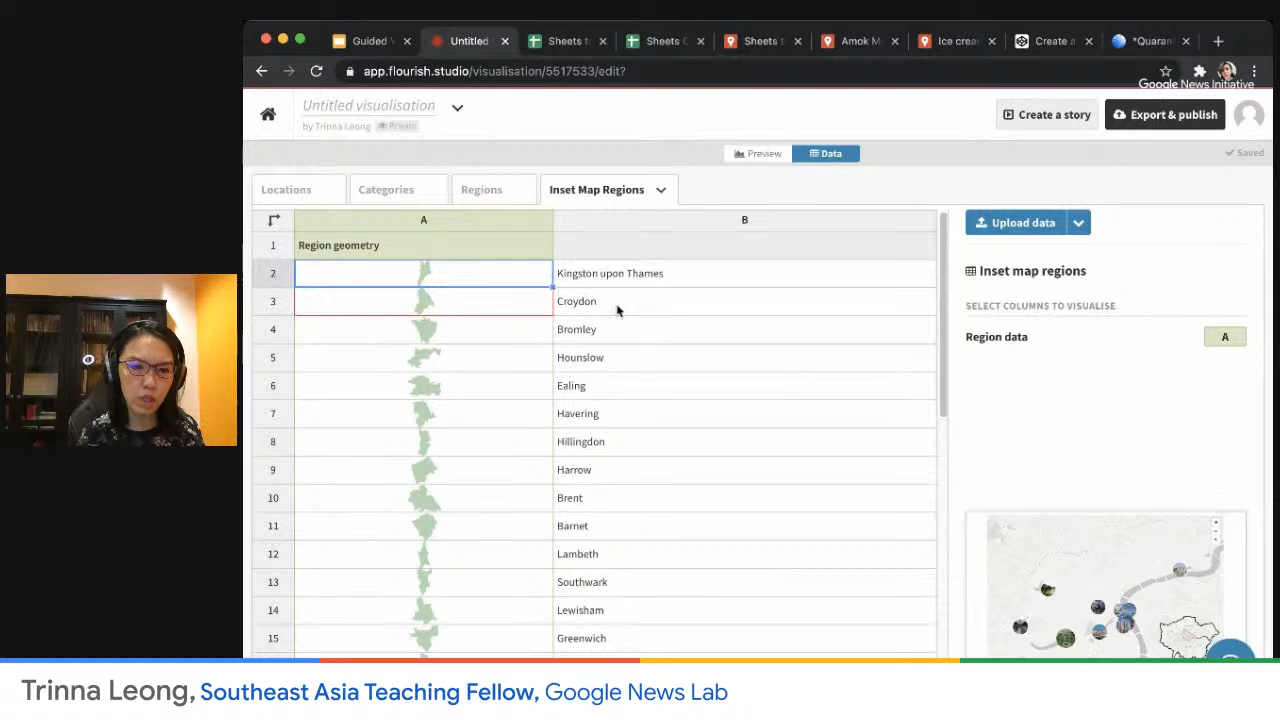 Guided V
Untitled
Sheets to
Sheets C
Sheets to
Amok M
Ice crea
Create a
*Quaran
app.flourish.studio/visualisation/5517533/edit?
Google News Initiative
Untitled visualisation
by Trinna Leong
Private
Create a story
Export & publish
Preview
Data
Saved
Locations
Categories
Regions
Inset Map Regions
A
B
Upload data
1
Region geometry
2
Kingston upon Thames
Inset map regions
3
Croydon
SELECT COLUMNS TO VISUALISE
4
Bromley
Region data
A
5
Hounslow
6
Ealing
7
Havering
8
Hillingdon
9
Harrow
10
Brent
11
Barnet
12
Lambeth
13
Southwark
14
Lewisham
15
Greenwich
Trinna Leong, Southeast Asia Teaching Fellow, Google News Lab